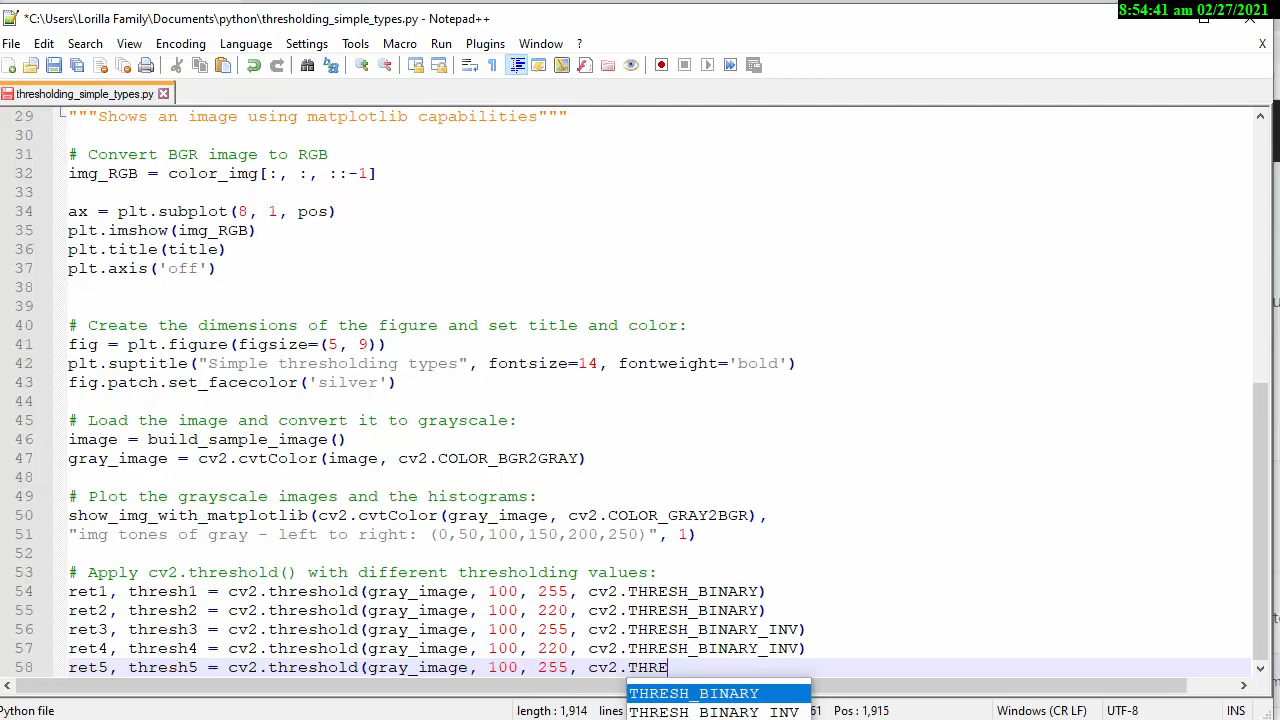 *C:\Users\Lorilla Family\Documents\python\thresholding_simple_types.py - Notepad++
8:54:41 am 02/27/2021
File Edit Search View Encoding Language Settings Tools Macro Run Plugins Window ? X
thresholding_simple_types.py
29 """Shows an image using matplotlib capabilities"""
30
31 # Convert BGR image to RGB
32 img_RGB = color_img[:, :, ::-1]
33
34 ax = plt.subplot(8, 1, pos)
35 plt.imshow(img_RGB)
36 plt.title(title)
37 plt.axis('off')
38
39
40 # Create the dimensions of the figure and set title and color:
41 fig = plt.figure(figsize=(5, 9))
42 plt.suptitle("Simple thresholding types", fontsize=14, fontweight='bold')
43 fig.patch.set_facecolor('silver')
44
45 # Load the image and convert it to grayscale:
46 image = build_sample_image()
47 gray_image = cv2.cvtColor(image, cv2.COLOR_BGR2GRAY)
48
49 # Plot the grayscale images and the histograms:
50 show_img_with_matplotlib(cv2.cvtColor(gray_image, cv2.COLOR_GRAY2BGR),
51 "img tones of gray - left to right: (0,50,100,150,200,250)", 1)
52
53 # Apply cv2.threshold() with different thresholding values:
54 ret1, thresh1 = cv2.threshold(gray_image, 100, 255, cv2.THRESH_BINARY)
55 ret2, thresh2 = cv2.threshold(gray_image, 100, 220, cv2.THRESH_BINARY)
56 ret3, thresh3 = cv2.threshold(gray_image, 100, 255, cv2.THRESH_BINARY_INV)
57 ret4, thresh4 = cv2.threshold(gray_image, 100, 220, cv2.THRESH_BINARY_INV)
58 ret5, thresh5 = cv2.threshold(gray_image, 100, 255, cv2.THRE
THRESH_BINARY
THRESH_BINARY_INV
Python file length : 1,914 lines Pos : 1,915 Windows (CR LF) UTF-8 INS